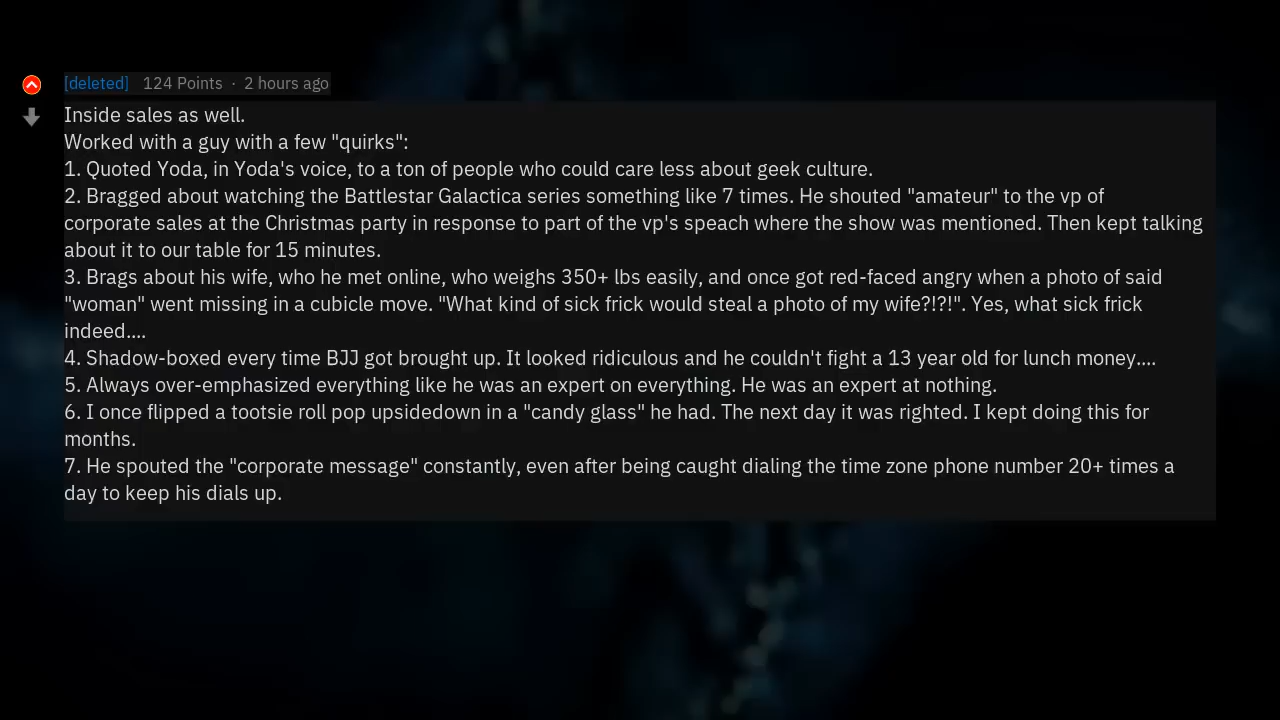 [deleted] 124 Points · 2 hours ago
Inside sales as well.
Worked with a guy with a few "quirks":
1. Quoted Yoda, in Yoda's voice, to a ton of people who could care less about geek culture.
2. Bragged about watching the Battlestar Galactica series something like 7 times. He shouted "amateur" to the vp of
corporate sales at the Christmas party in response to part of the vp's speach where the show was mentioned. Then kept talking
about it to our table for 15 minutes.
3. Brags about his wife, who he met online, who weighs 350+ lbs easily, and once got red-faced angry when a photo of said
"woman" went missing in a cubicle move. "What kind of sick frick would steal a photo of my wife?!?!". Yes, what sick frick
indeed....
4. Shadow-boxed every time BJJ got brought up. It looked ridiculous and he couldn't fight a 13 year old for lunch money....
5. Always over-emphasized everything like he was an expert on everything. He was an expert at nothing.
6. I once flipped a tootsie roll pop upsidedown in a "candy glass" he had. The next day it was righted. I kept doing this for
months.
7. He spouted the "corporate message" constantly, even after being caught dialing the time zone phone number 20+ times a
day to keep his dials up.